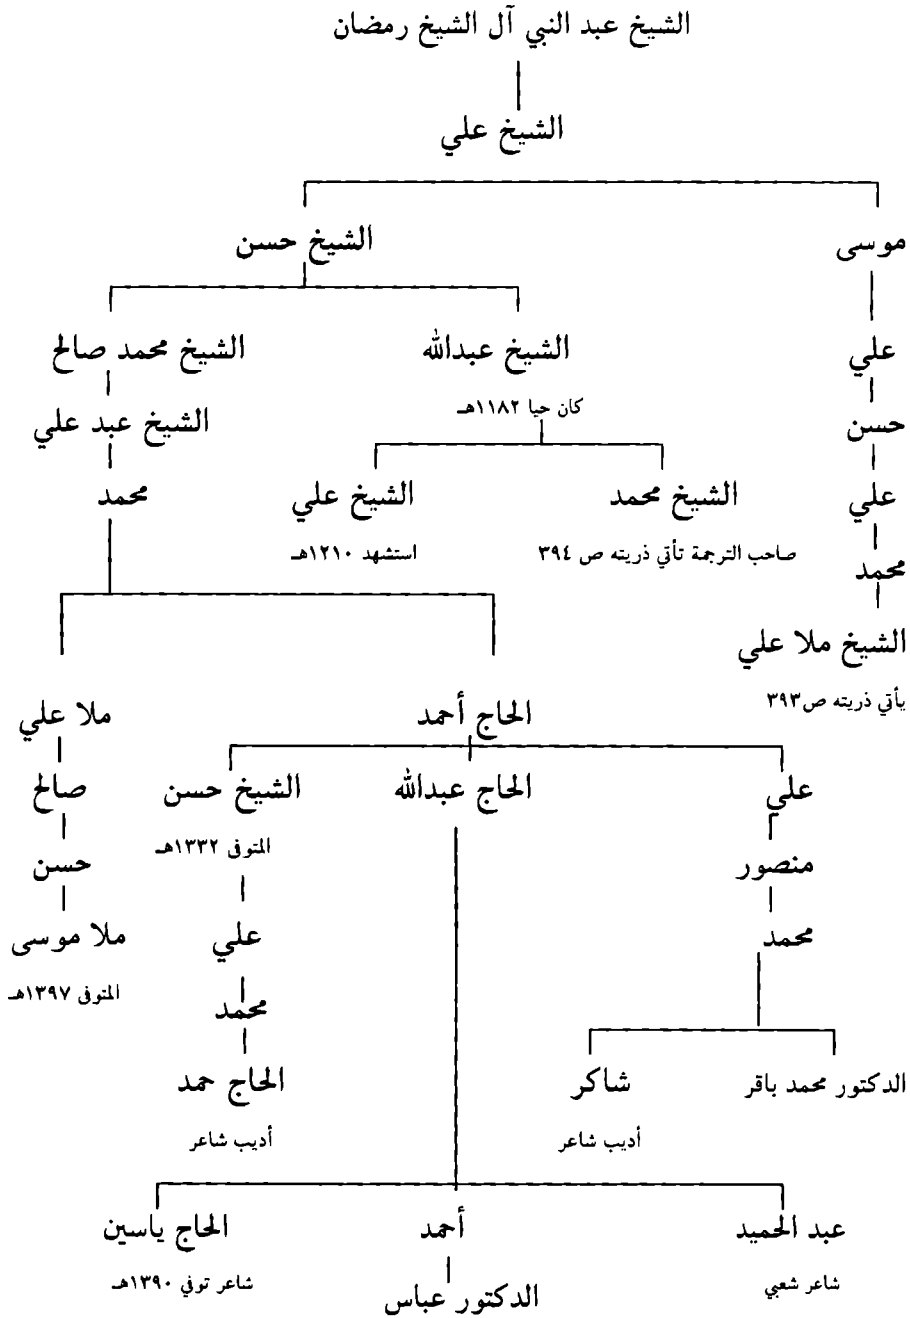 الشيخ عبد النبي آل الشيخ رمضان
الشيخ علي
موسى
الشيخ حسن
علي
الشيخ عبدالله
الشيخ محمد صالح
كان حيا ١١٨٢هـ
حسن
الشيخ عبد علي
علي
الشيخ محمد
الشيخ علي
محمد
صاحب الترجمة تأتي ذريته ص ٣٩٤
استشهد ١٢١٠هـ
محمد
الشيخ ملا علي
يأتي ذريته ص٣٩٣
الحاج أحمد
ملا علي
علي
الحاج عبدالله
الشيخ حسن
صالح
المتوفى ١٣٣٢هـ
منصور
حسن
محمد
علي
ملا موسى
المتوفى ١٣٩٧هـ
محمد
الدكتور محمد باقر
شاكر
الحاج حمد
أديب شاعر
أديب شاعر
عبد الحميد
أحمد
الحاج ياسين
شاعر شعبي
شاعر توفي ١٣٩٠هـ
الدكتور عباس